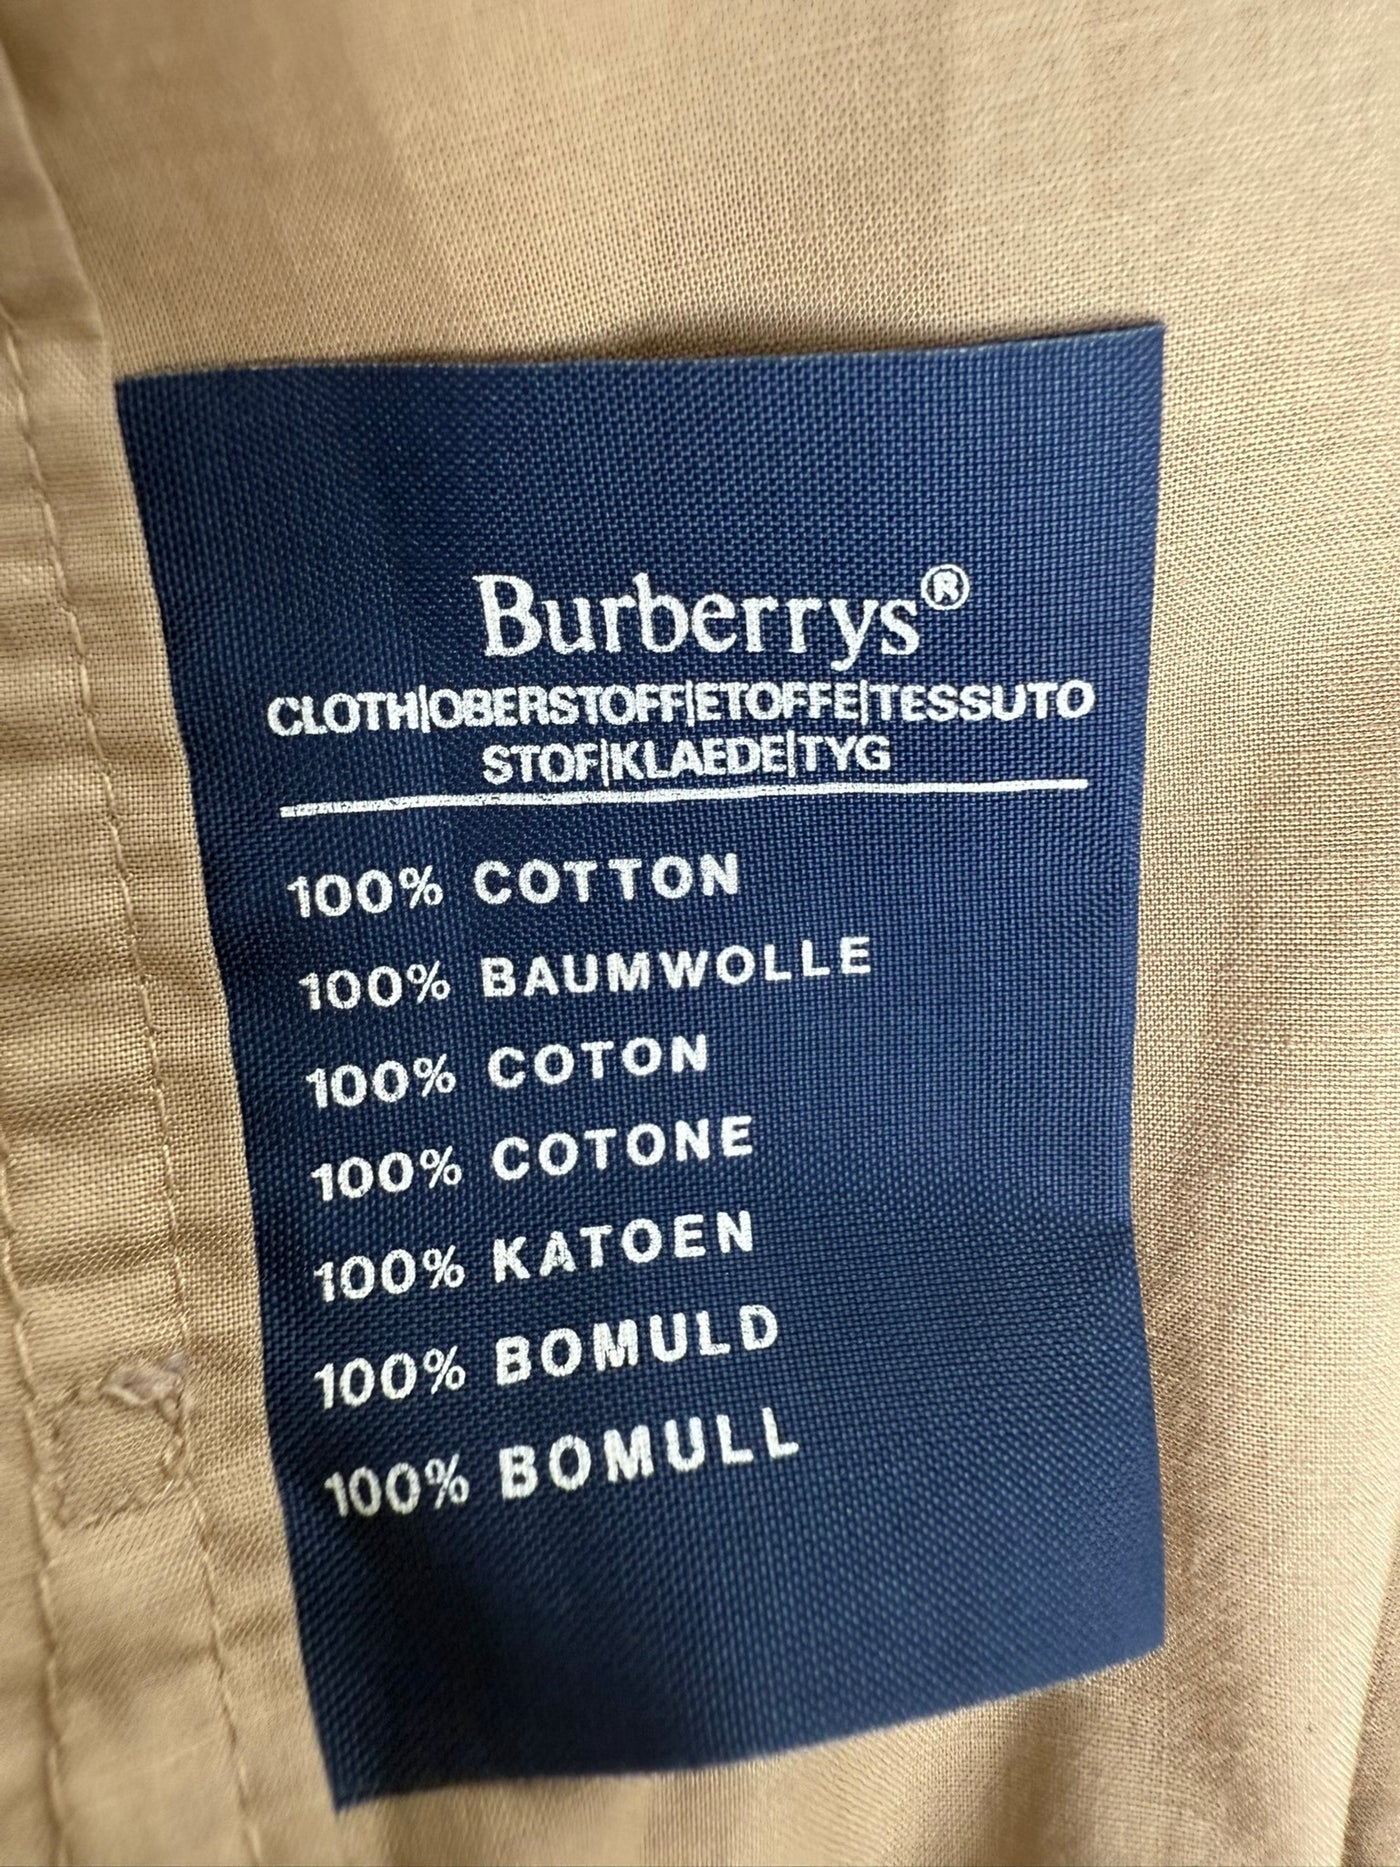 Burberrys®
CLOTH|OBERSTOFF|ETOFFE|TESSUTO
STOF|KLAEDE|TYG
100% COTTON
100% BAUMWOLLE
100% COTON
100% COTONE
100% KATOEN
100% BOMULD
100% BOMULL